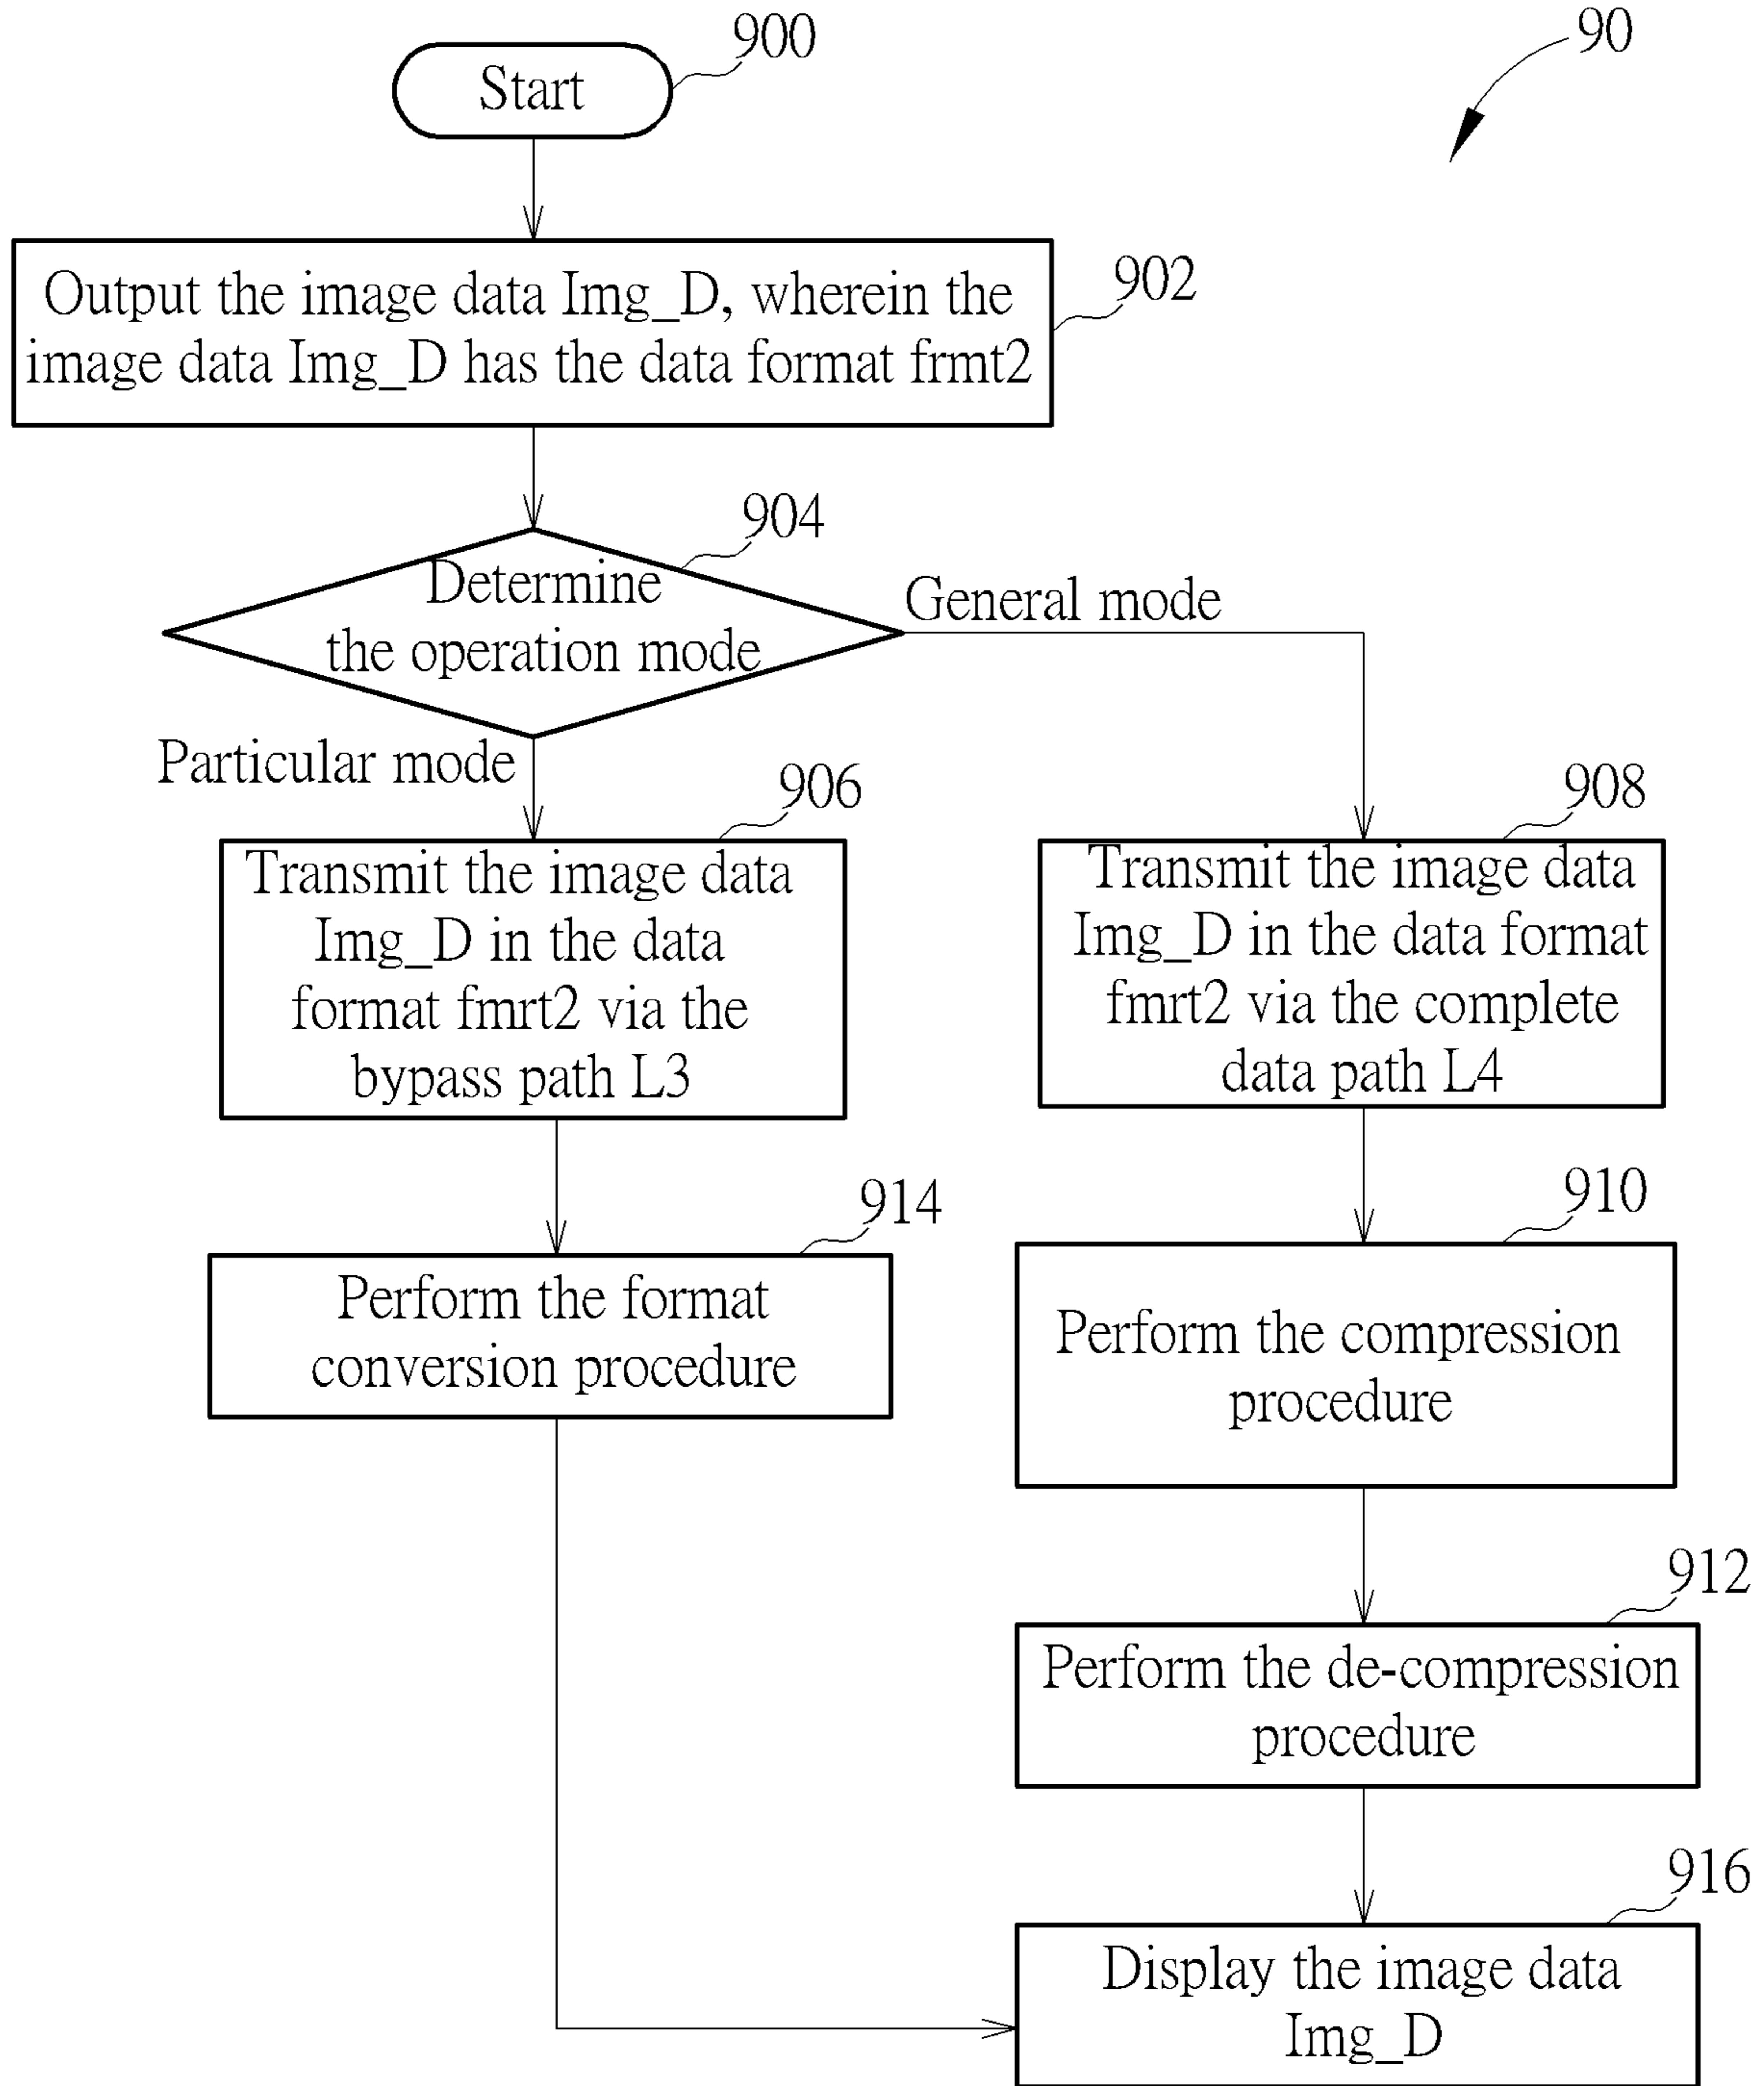 900
90
Start
902
Output the image data Img_D, wherein the
image data Img_D has the data format frmt2
904
Determine
the operation mode
General mode
Particular mode
906
Transmit the image data
Img_D in the data
format fmrt2 via the
bypass path L3
908
Transmit the image data
Img_D in the data format
fmrt2 via the complete
data path L4
914
Perform the format
conversion procedure
910
Perform the compression
procedure
912
Perform the de-compression
procedure
916
Display the image data
Img_D